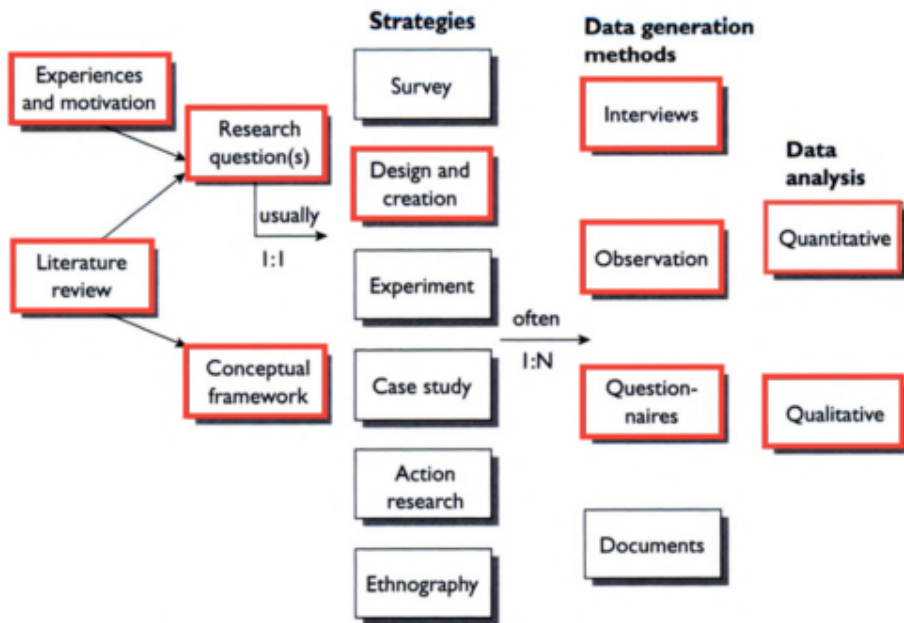 Strategies
Data generation
methods
Experiences
and motivation
Survey
Interviews
Research
question(s)
Data
analysis
Design and
creation
usually
1:1
Quantitative
Literature
review
Observation
Experiment
often
1:N
Conceptual
framework
Case study
Question-
naires
Qualitative
Action
research
Documents
Ethnography